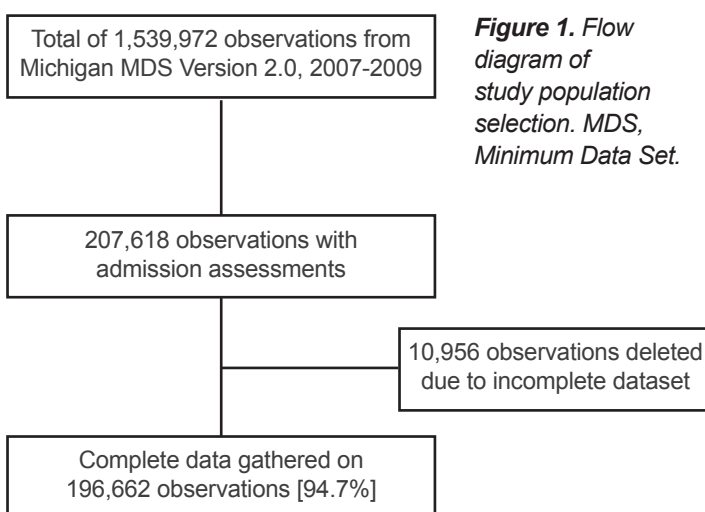 Total of 1,539,972 observations from
Michigan MDS Version 2.0, 2007-2009
Figure 1. Flow
diagram of
study population
selection. MDS,
Minimum Data Set.
207,618 observations with
admission assessments
10,956 observations deleted
due to incomplete dataset
Complete data gathered on
196,662 observations [94.7%]